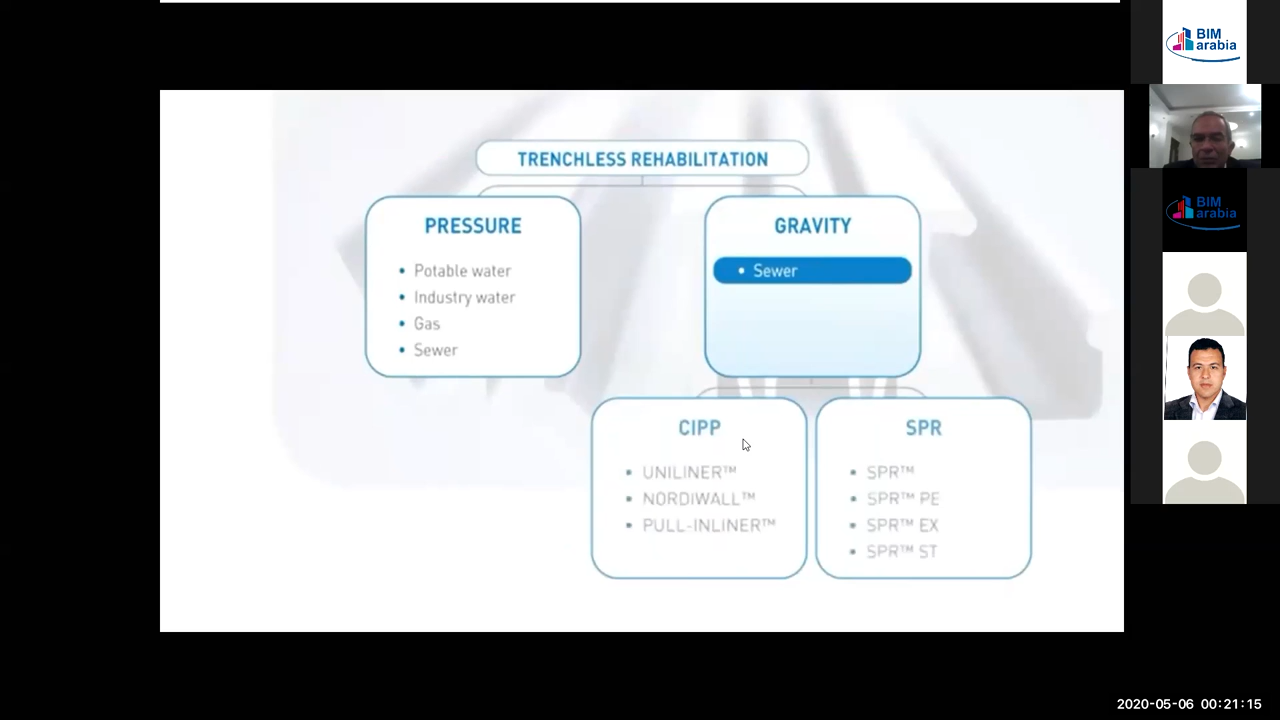 BIM
arabia
TRENCHLESS REHABILITATION
PRESSURE
• Potable water
• Industry water
• Gas
• Sewer
GRAVITY
• Sewer
BIM
arabia
CIPP
• UNILINER™
• NORDIWALL™
• PULL-INLINER™
SPR
• SPR™
• SPR™ PE
• SPR™ EX
• SPR™ ST
2020-05-06 00:21:15